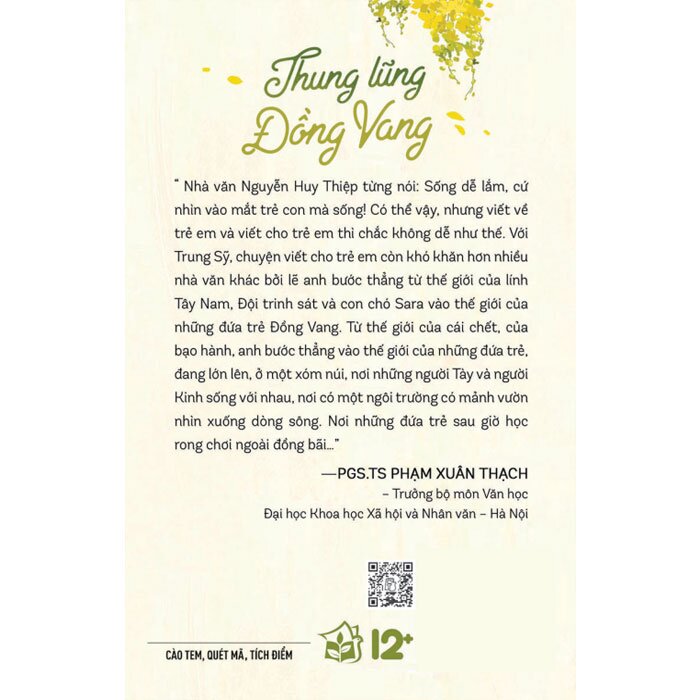 Thung lũng
Đồng Vang
“ Nhà văn Nguyễn Huy Thiệp từng nói: Sống dễ lắm, cứ
nhìn vào mắt trẻ con mà sống! Có thể vậy, nhưng viết về
trẻ em và viết cho trẻ em thì chắc không dễ như thế. Với
Trung Sỹ, chuyện viết cho trẻ em còn khó khăn hơn nhiều
nhà văn khác bởi lẽ anh bước thẳng từ thế giới của lính
Tây Nam, Đội trinh sát và con chó Sara vào thế giới của
những đứa trẻ Đồng Vang. Từ thế giới của cái chết, của
bạo hành, anh bước thẳng vào thế giới của những đứa trẻ,
đang lớn lên, ở một xóm núi, nơi những người Tày và người
Kinh sống với nhau, nơi có một ngôi trường có mảnh vườn
nhìn xuống dòng sông. Nơi những đứa trẻ sau giờ học
rong chơi ngoài đồng bãi...”
—PGS.TS PHẠM XUÂN THẠCH
– Trưởng bộ môn Văn học
Đại học Khoa học Xã hội và Nhân văn – Hà Nội
CÀO TEM, QUÉT MÃ, TÍCH ĐIỂM
12+